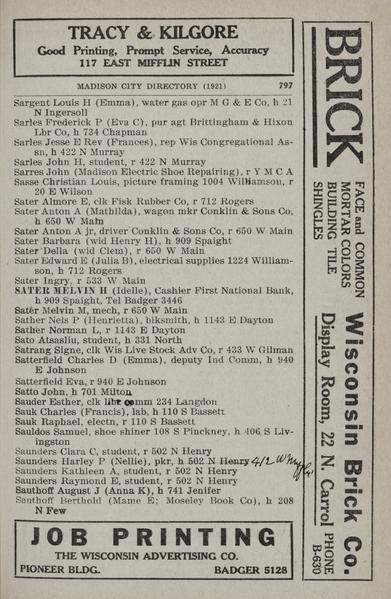 TRACY & KILGORE
Good Printing, Prompt Service, Accuracy
117 EAST MIFFLIN STREET
MADISON CITY DIRECTORY (1921) 797
Sargent Louis H (Emma), water gas opr M G & E Co, h 21
N Ingersoll
Sarles Frederick P (Eva C), pur agt Brittingham & Hixon
Lbr Co, h 734 Chapman
Sarles Jesse E Rev (Frances), rep Wis Congregational As-
sn, h 422 N Murray
Sarles John H, student, r 422 N Murray
Sarres John (Madison Electric Shoe Repairing), r Y M C A
Sasse Christian Louis, picture framing 1004 Williamson, r
20 E Wilson
Sater Almore E, clk Fisk Rubber Co, r 712 Rogers
Sater Anton A (Mathilda), wagon mkr Conklin & Sons Co,
h 650 W Main
Sater Anton A jr, driver Conklin & Sons Co, r 650 W Main
Sater Barbara (wid Henry H), h 909 Spaight
Sater Della (wid Clem), r 650 W Main
Sater Edward E (Julia B), electrical supplies 1224 William-
son, h 712 Rogers
Sater Ingry, r 533 W Main
SATER MELVIN H (Idelle), Cashier First National Bank,
h 909 Spaight, Tel Badger 3446
Sater Melvin M, mech, r 650 W Main
Sather Nels P (Henrietta), blksmith, h 1143 E Dayton
Sather Norman L, r 1143 E Dayton
Sato Atsasliu, student, h 331 North
Satrang Signe, clk Wis Live Stock Adv Co, r 433 W Gilman
Satterfield Charles D (Emma), deputy Ind Comm, h 940
E Johnson
Satterfield Eva, r 940 E Johnson
Satto John, h 701 Milton
Sauder Esther, clk libr comm 234 Langdon
Sauk Charles (Francis), lab, h 110 S Bassett
Sauk Raphael, electn, r 110 S Bassett
Sauldos Samuel, shoe shiner 108 S Pinckney, h 406 S Liv-
ingston
Saunders Clara C, student, r 502 N Henry
Saunders Harley P (Nellie), pkr, h 502 N Henry 412 W
Saunders Kathleen A, student, r 502 N Henry
Saunders Raymond E, student, r 502 N Henry
Sauthoff August J (Anna K), h 741 Jenifer
Sauthoff Berthold (Mame E; Moseley Book Co), h 208
N Few
JOB PRINTING
THE WISCONSIN ADVERTISING CO.
PIONEER BLDG. BADGER 5128
BRICK
FACE and COMMON
MORTAR COLORS
BUILDING TILE
SHINGLES
Wisconsin Brick Co.
Display Room, 22 N. Carrol
PHONE
B-630